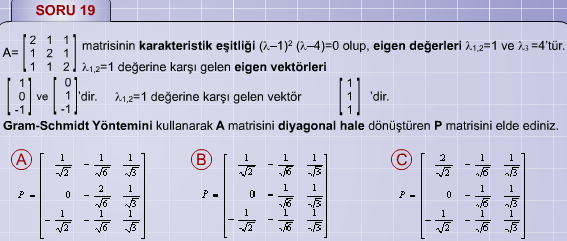 SORU 19
A= [2 1 1; 1 2 1; 1 1 2] matrisinin karakteristik eşitliği (λ–1)² (λ–4)=0 olup, eigen değerleri λ1,2=1 ve λ3 =4'tür.
λ1,2=1 değerine karşı gelen eigen vektörleri
[1; 0; -1] ve [0; 1; -1] 'dir. λ1,2=1 değerine karşı gelen vektör [1; 1; 1] 'dir.
Gram-Schmidt Yöntemini kullanarak A matrisini diyagonal hale dönüştüren P matrisini elde ediniz.
A P = [1/√2 -1/√6 1/√3; 0 -2/√6 1/√3; -1/√2 -1/√6 1/√3]
B P = [1/√2 -1/√6 1/√3; 0 -1/√6 1/√3; -1/√2 -1/√6 1/√3]
C P = [2/√2 -1/√6 1/√3; 0 -1/√6 1/√3; -1/√2 -1/√6 1/√3]